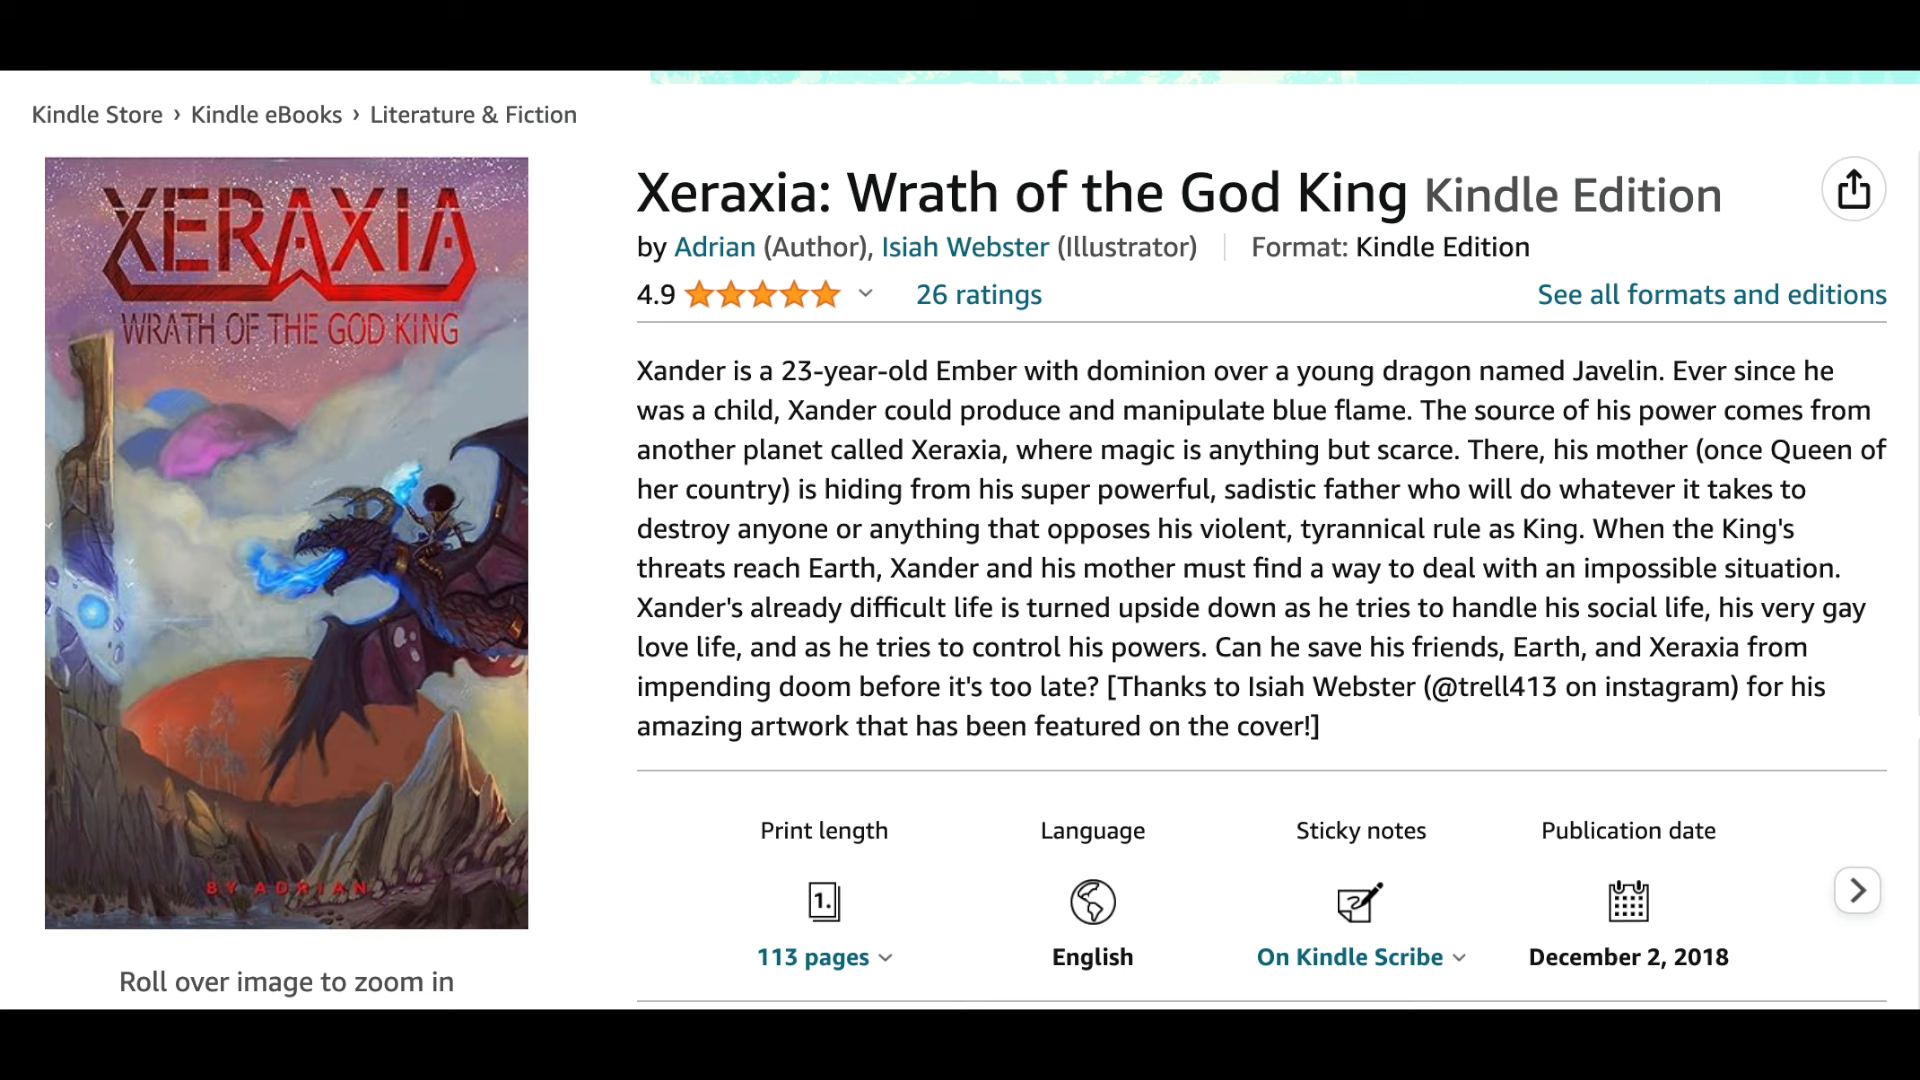 Kindle Store › Kindle eBooks › Literature & Fiction
XERAXIA
WRATH OF THE GOD KING
BY ADRIAN
Roll over image to zoom in
Xeraxia: Wrath of the God King Kindle Edition
by Adrian (Author), Isiah Webster (Illustrator) Format: Kindle Edition
4.9 26 ratings See all formats and editions
Xander is a 23-year-old Ember with dominion over a young dragon named Javelin. Ever since he
was a child, Xander could produce and manipulate blue flame. The source of his power comes from
another planet called Xeraxia, where magic is anything but scarce. There, his mother (once Queen of
her country) is hiding from his super powerful, sadistic father who will do whatever it takes to
destroy anyone or anything that opposes his violent, tyrannical rule as King. When the King's
threats reach Earth, Xander and his mother must find a way to deal with an impossible situation.
Xander's already difficult life is turned upside down as he tries to handle his social life, his very gay
love life, and as he tries to control his powers. Can he save his friends, Earth, and Xeraxia from
impending doom before it's too late? [Thanks to Isiah Webster (@trell413 on instagram) for his
amazing artwork that has been featured on the cover!]
Print length Language Sticky notes Publication date
1.
113 pages English On Kindle Scribe December 2, 2018